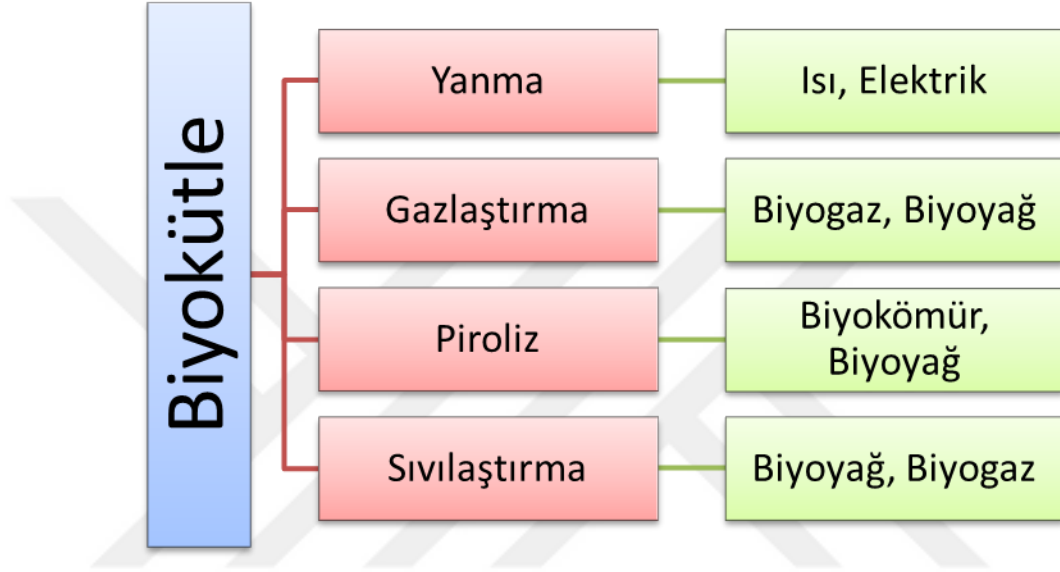 Biyokütle
Yanma
Isı, Elektrik
Gazlaştırma
Biyogaz, Biyoyağ
Piroliz
Biyokömür,
Biyoyağ
Sıvılaştırma
Biyoyağ, Biyogaz